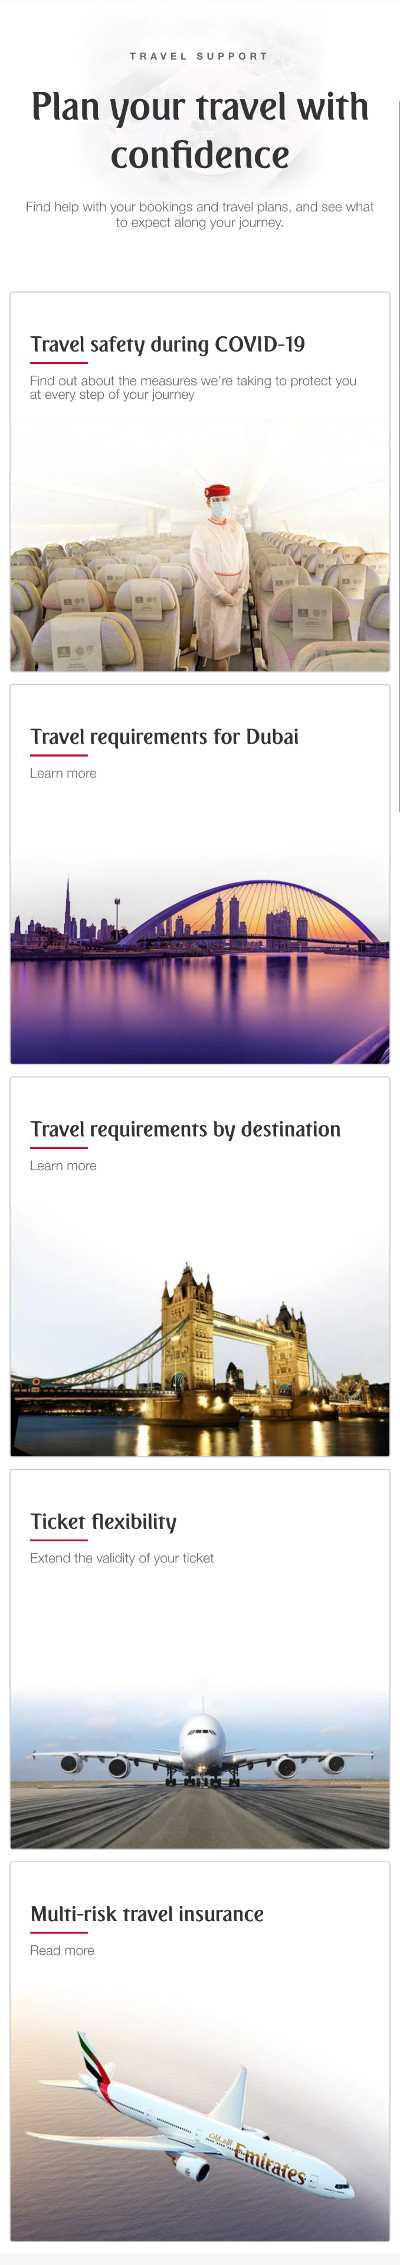 TRAVEL SUPPORT
Plan your travel with
confidence
Find help with your bookings and travel plans, and see what
to expect along your journey.
Travel safety during COVID-19
Find out about the measures we're taking to protect you
at every step of your journey
Travel requirements for Dubai
Learn more
Travel requirements by destination
Learn more
Ticket flexibility
Extend the validity of your ticket
Multi-risk travel insurance
Read more
Emirates